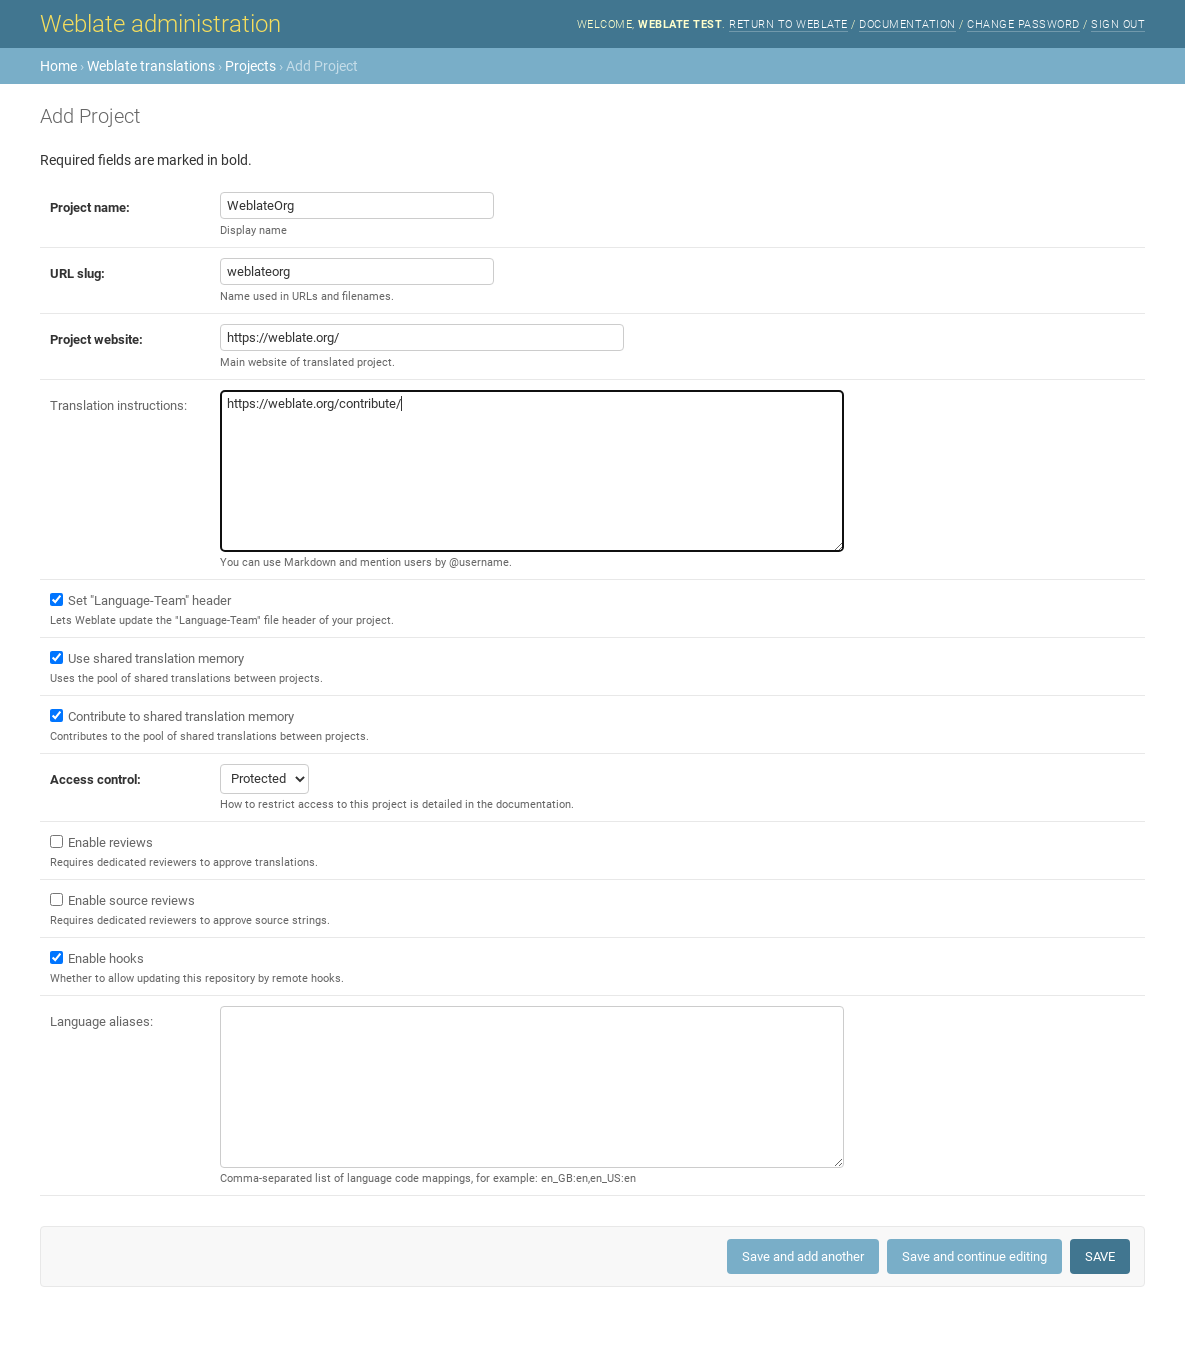 Weblate administration
WELCOME, WEBLATE TEST. RETURN TO WEBLATE / DOCUMENTATION / CHANGE PASSWORD / SIGN OUT
Home › Weblate translations › Projects › Add Project
Add Project
Required fields are marked in bold.
Project name:
WeblateOrg
Display name
URL slug:
weblateorg
Name used in URLs and filenames.
Project website:
https://weblate.org/
Main website of translated project.
Translation instructions:
https://weblate.org/contribute/
You can use Markdown and mention users by @username.
Set "Language-Team" header
Lets Weblate update the "Language-Team" file header of your project.
Use shared translation memory
Uses the pool of shared translations between projects.
Contribute to shared translation memory
Contributes to the pool of shared translations between projects.
Access control:
Protected
How to restrict access to this project is detailed in the documentation.
Enable reviews
Requires dedicated reviewers to approve translations.
Enable source reviews
Requires dedicated reviewers to approve source strings.
Enable hooks
Whether to allow updating this repository by remote hooks.
Language aliases:
Comma-separated list of language code mappings, for example: en_GB:en,en_US:en
Save and add another
Save and continue editing
SAVE